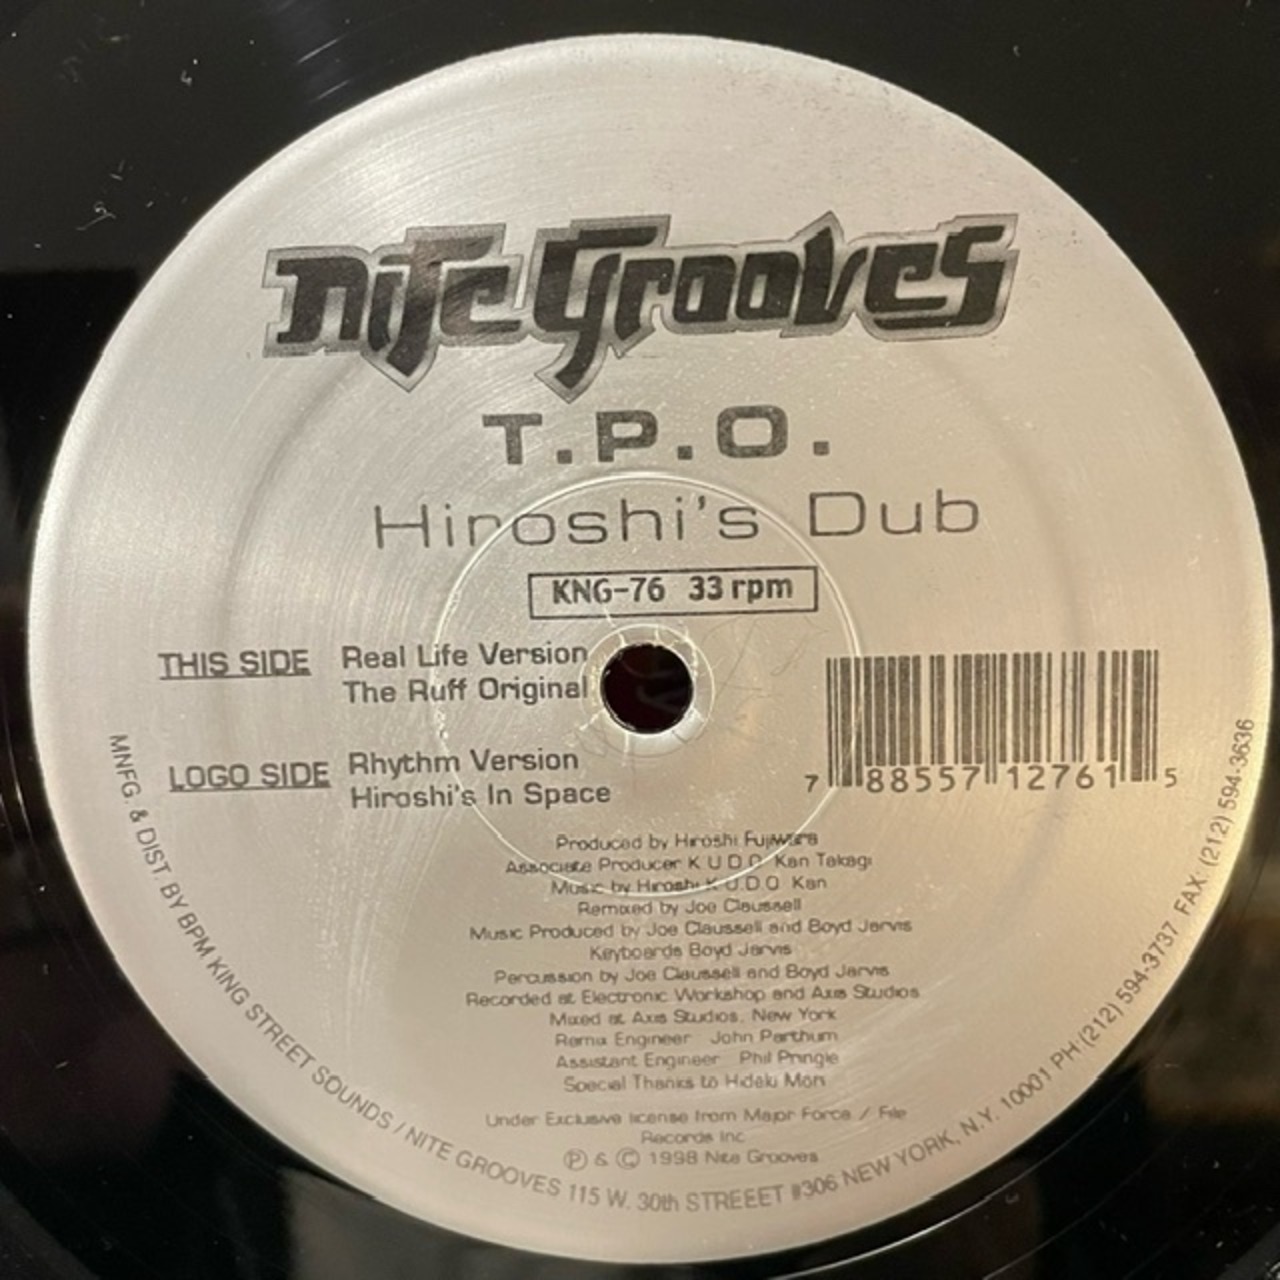 nite Grooves
T.P.O.
Hiroshi's Dub
KNG-76 33 rpm
THIS SIDE Real Life Version
The Ruff Original
LOGO SIDE Rhythm Version
Hiroshi's In Space
7 88557 12761 5
Produced by Hiroshi Fujiwara
Associate Producer K.U.D.O. Kan Takagi
Music by Hiroshi K.U.D.O. Kan
Remixed by Joe Claussell
Music Produced by Joe Claussell and Boyd Jarvis
Keyboards Boyd Jarvis
Percussion by Joe Claussell and Boyd Jarvis
Recorded at Electronic Workshop and Axis Studios
Mixed at Axis Studios, New York
Remix Engineer John Parthum
Assistant Engineer Phil Pringle
Special Thanks to Hideki Mori
Under Exclusive license from Major Force / File
Records Inc
Ⓟ & © 1998 Nite Grooves
MNFG. & DIST BY BPM KING STREET SOUNDS / NITE GROOVES 115 W. 30th STREEET #306 NEW YORK, N.Y. 10001 PH:(212) 594-3737 FAX: (212) 594-3636